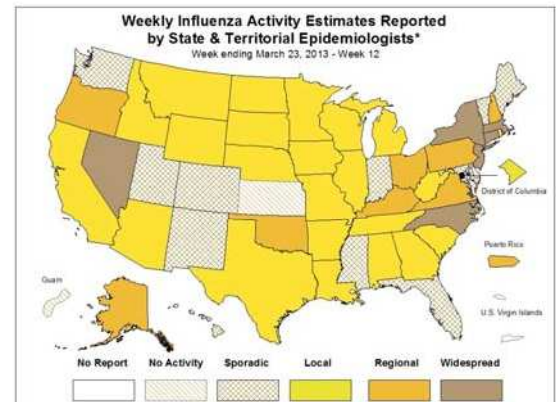 Weekly Influenza Activity Estimates Reported
by State & Territorial Epidemiologists*
Week ending March 23, 2013 - Week 12
District of Columbia
Puerto Rico
Guam
U.S. Virgin Islands
No Report No Activity Sporadic Local Regional Widespread